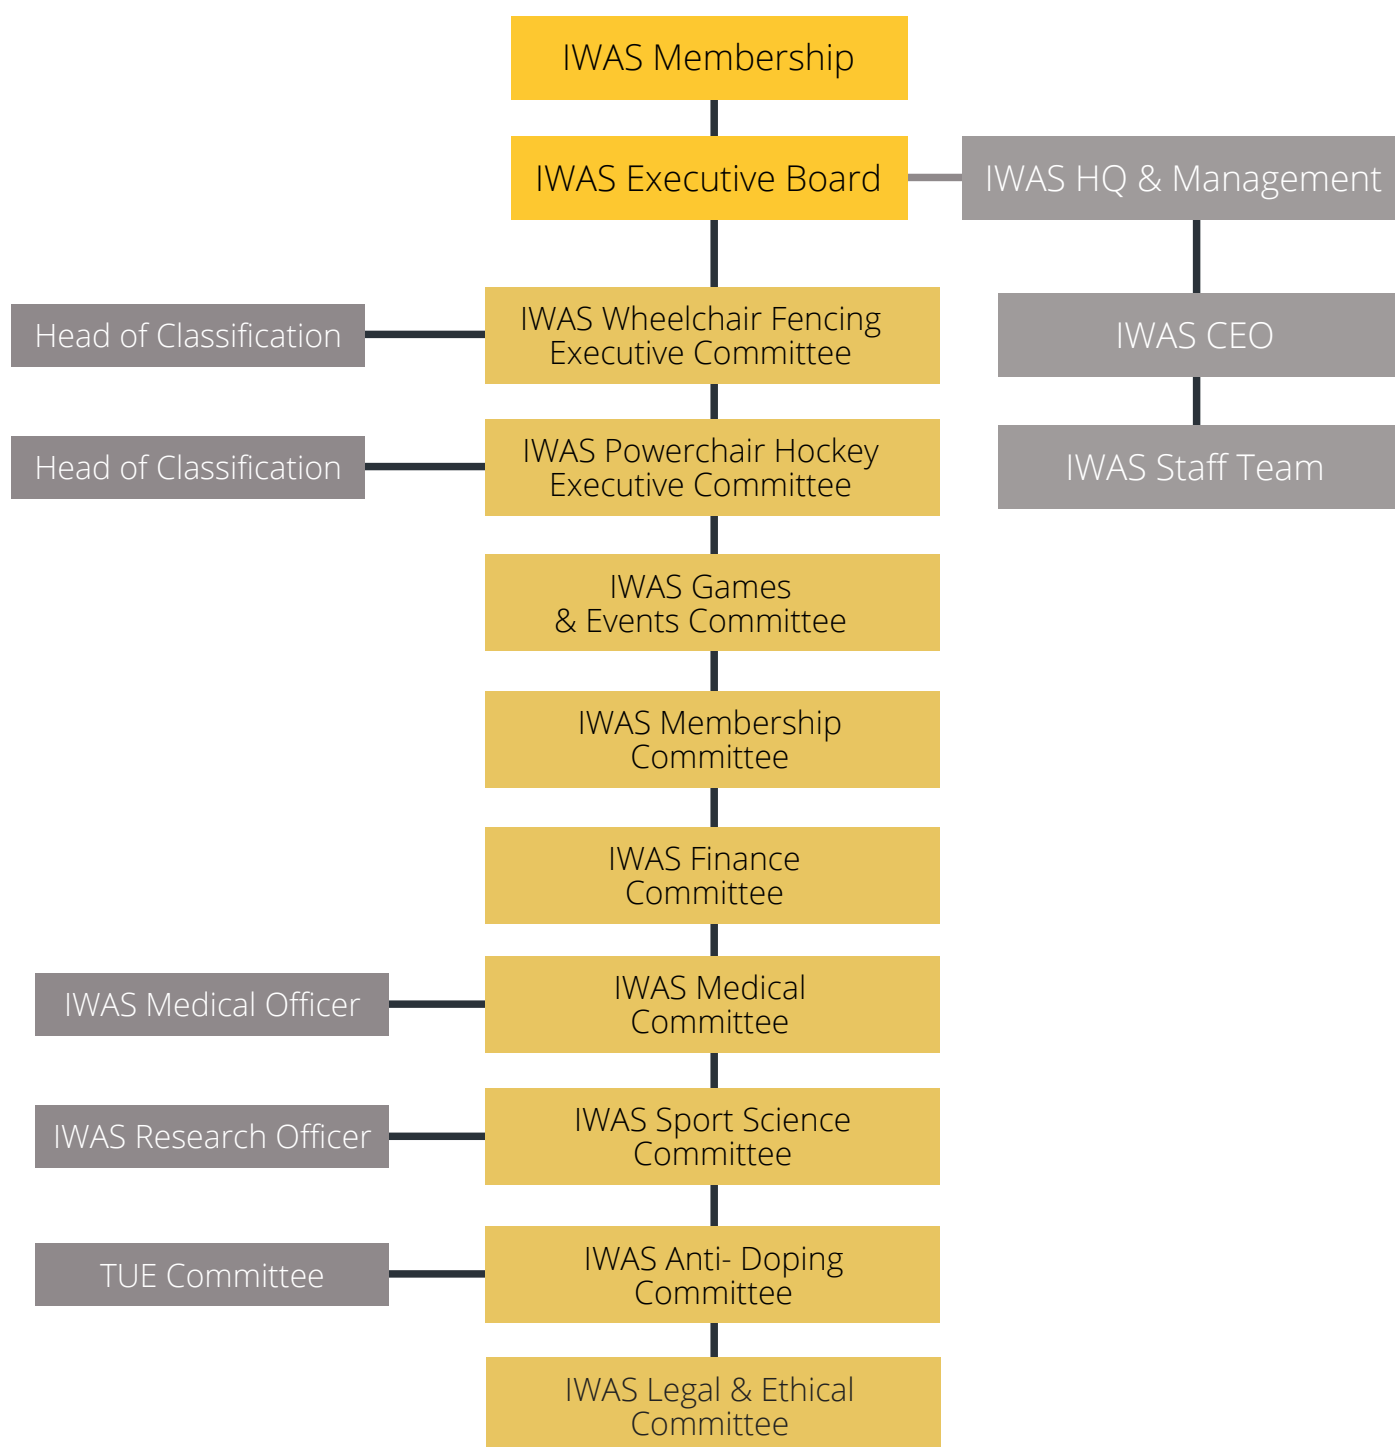 IWAS Membership
IWAS Executive Board
IWAS HQ & Management
Head of Classification
IWAS Wheelchair Fencing
Executive Committee
IWAS CEO
Head of Classification
IWAS Powerchair Hockey
Executive Committee
IWAS Staff Team
IWAS Games
& Events Committee
IWAS Membership
Committee
IWAS Finance
Committee
IWAS Medical Officer
IWAS Medical
Committee
IWAS Research Officer
IWAS Sport Science
Committee
TUE Committee
IWAS Anti- Doping
Committee
IWAS Legal & Ethical
Committee